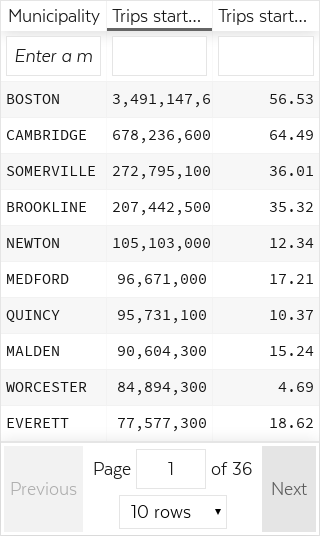 Municipality Trips start... Trips start...
Enter a m
BOSTON 3,491,147,6 56.53
CAMBRIDGE 678,236,600 64.49
SOMERVILLE 272,795,100 36.01
BROOKLINE 207,442,500 35.32
NEWTON 105,103,000 12.34
MEDFORD 96,671,000 17.21
QUINCY 95,731,100 10.37
MALDEN 90,604,300 15.24
WORCESTER 84,894,300 4.69
EVERETT 77,577,300 18.62
Previous Page 1 of 36 Next
10 rows